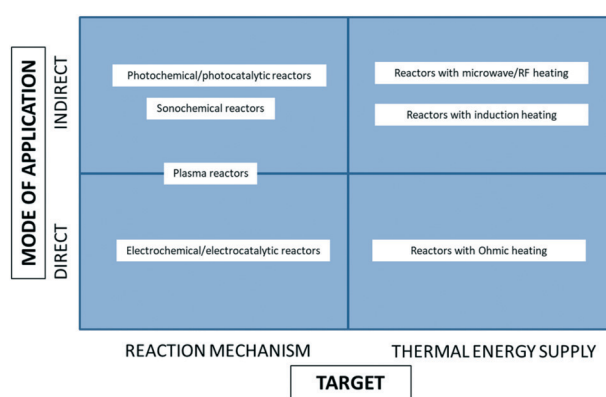 MODE OF APPLICATION
INDIRECT
DIRECT
Photochemical/photocatalytic reactors
Sonochemical reactors
Plasma reactors
Electrochemical/electrocatalytic reactors
Reactors with microwave/RF heating
Reactors with induction heating
Reactors with Ohmic heating
REACTION MECHANISM
THERMAL ENERGY SUPPLY
TARGET